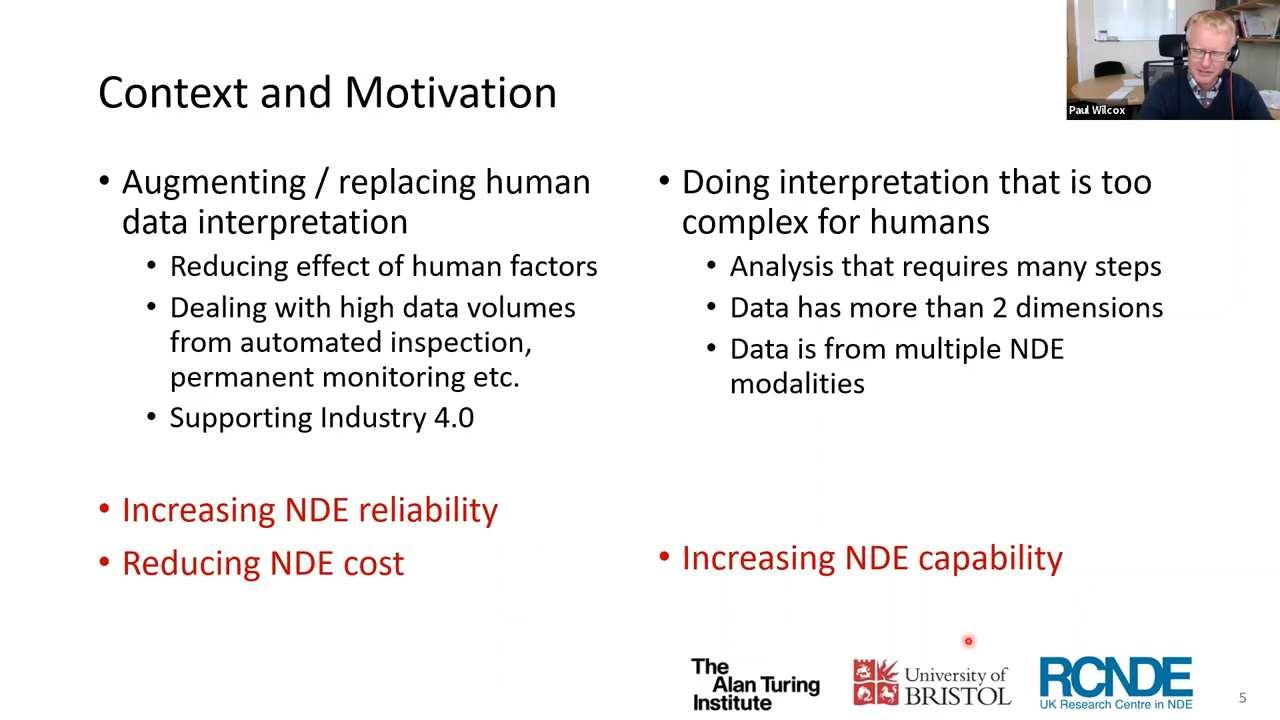 Context and Motivation
Paul Wilcox
• Augmenting / replacing human
data interpretation
• Reducing effect of human factors
• Dealing with high data volumes
from automated inspection,
permanent monitoring etc.
• Supporting Industry 4.0
• Increasing NDE reliability
• Reducing NDE cost
• Doing interpretation that is too
complex for humans
• Analysis that requires many steps
• Data has more than 2 dimensions
• Data is from multiple NDE
modalities
• Increasing NDE capability
The
Alan Turing
Institute
University of
BRISTOL
RCNDE
UK Research Centre in NDE
5